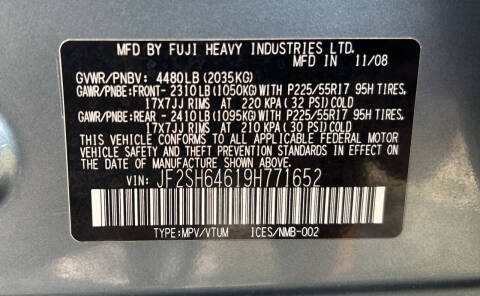 MFD BY FUJI HEAVY INDUSTRIES LTD.
MFD IN 11/08
GVWR/PNBV: 4480LB (2035KG)
GAWR/PNBE:FRONT- 2310LB(1050KG)WITH P225/55R17 95H TIRES,
17X7JJ RIMS AT 220 KPA( 32 PSI)COLD
GAWR/PNBE:REAR - 2410LB(1095KG)WITH P225/55R17 95H TIRES,
17X7JJ RIMS AT 210 KPA( 30 PSI)COLD
THIS VEHICLE CONFORMS TO ALL APPLICABLE FEDERAL MOTOR
VEHICLE SAFETY AND THEFT PREVENTION STANDARDS IN EFFECT ON
THE DATE OF MANUFACTURE SHOWN ABOVE.
VIN: JF2SH64619H771652
TYPE:MPV/VTUM ICES/NMB-002